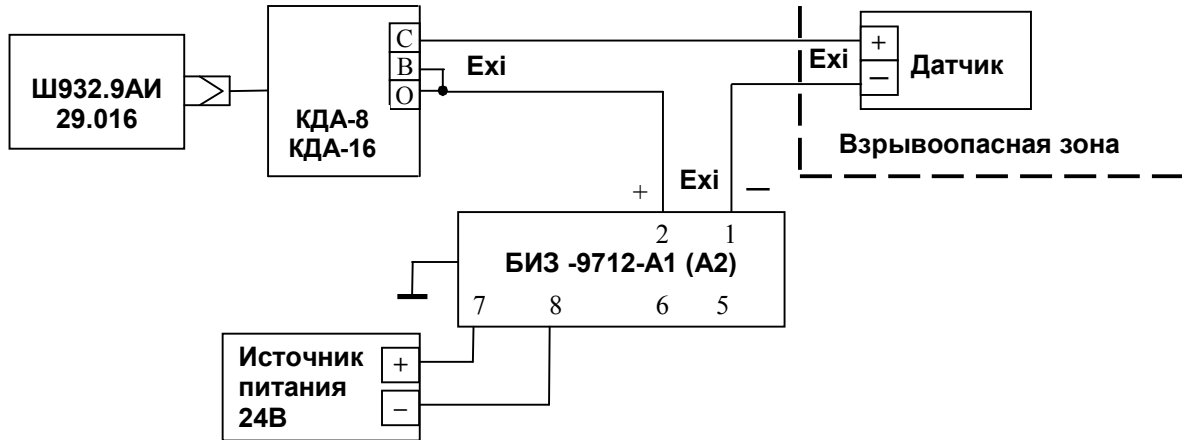 Ш932.9АИ
29.016
С
В
О
КДА-8
КДА-16
Exi
Exi
+
—
Датчик
Взрывоопасная зона
+
Exi
—
2 1
БИЗ -9712-А1 (А2)
7 8 6 5
Источник
питания
24В
+
−